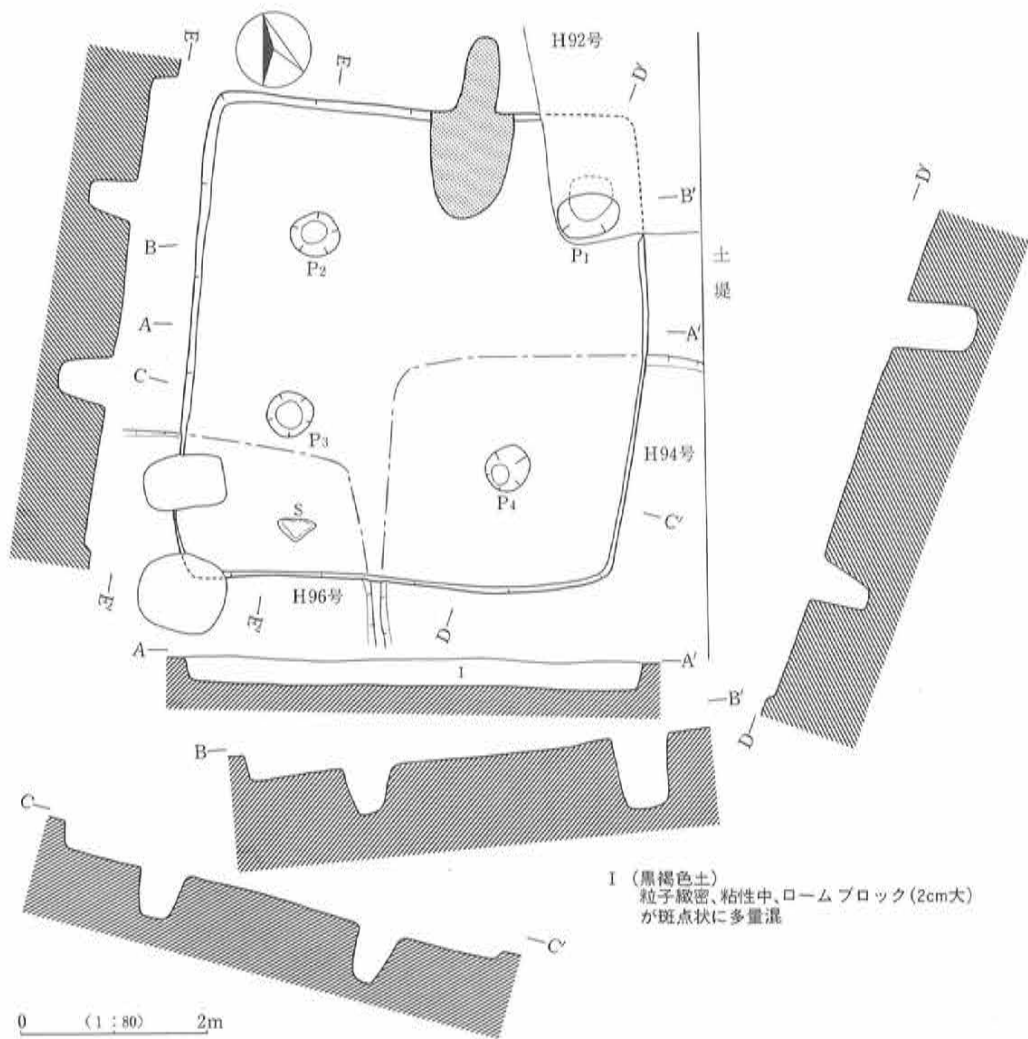 H92号
E
E
D'
D'
B
B'
P2
P1
土
堤
A
A'
C
P3
H94号
P4
S
C'
E'
H96号
E'
D
A
A'
I
B'
D
B
C
I (黒褐色土)
粒子緻密、粘性中、ローム ブロック(2cm大)
が斑点状に多量混
C'
0 (1:80) 2m